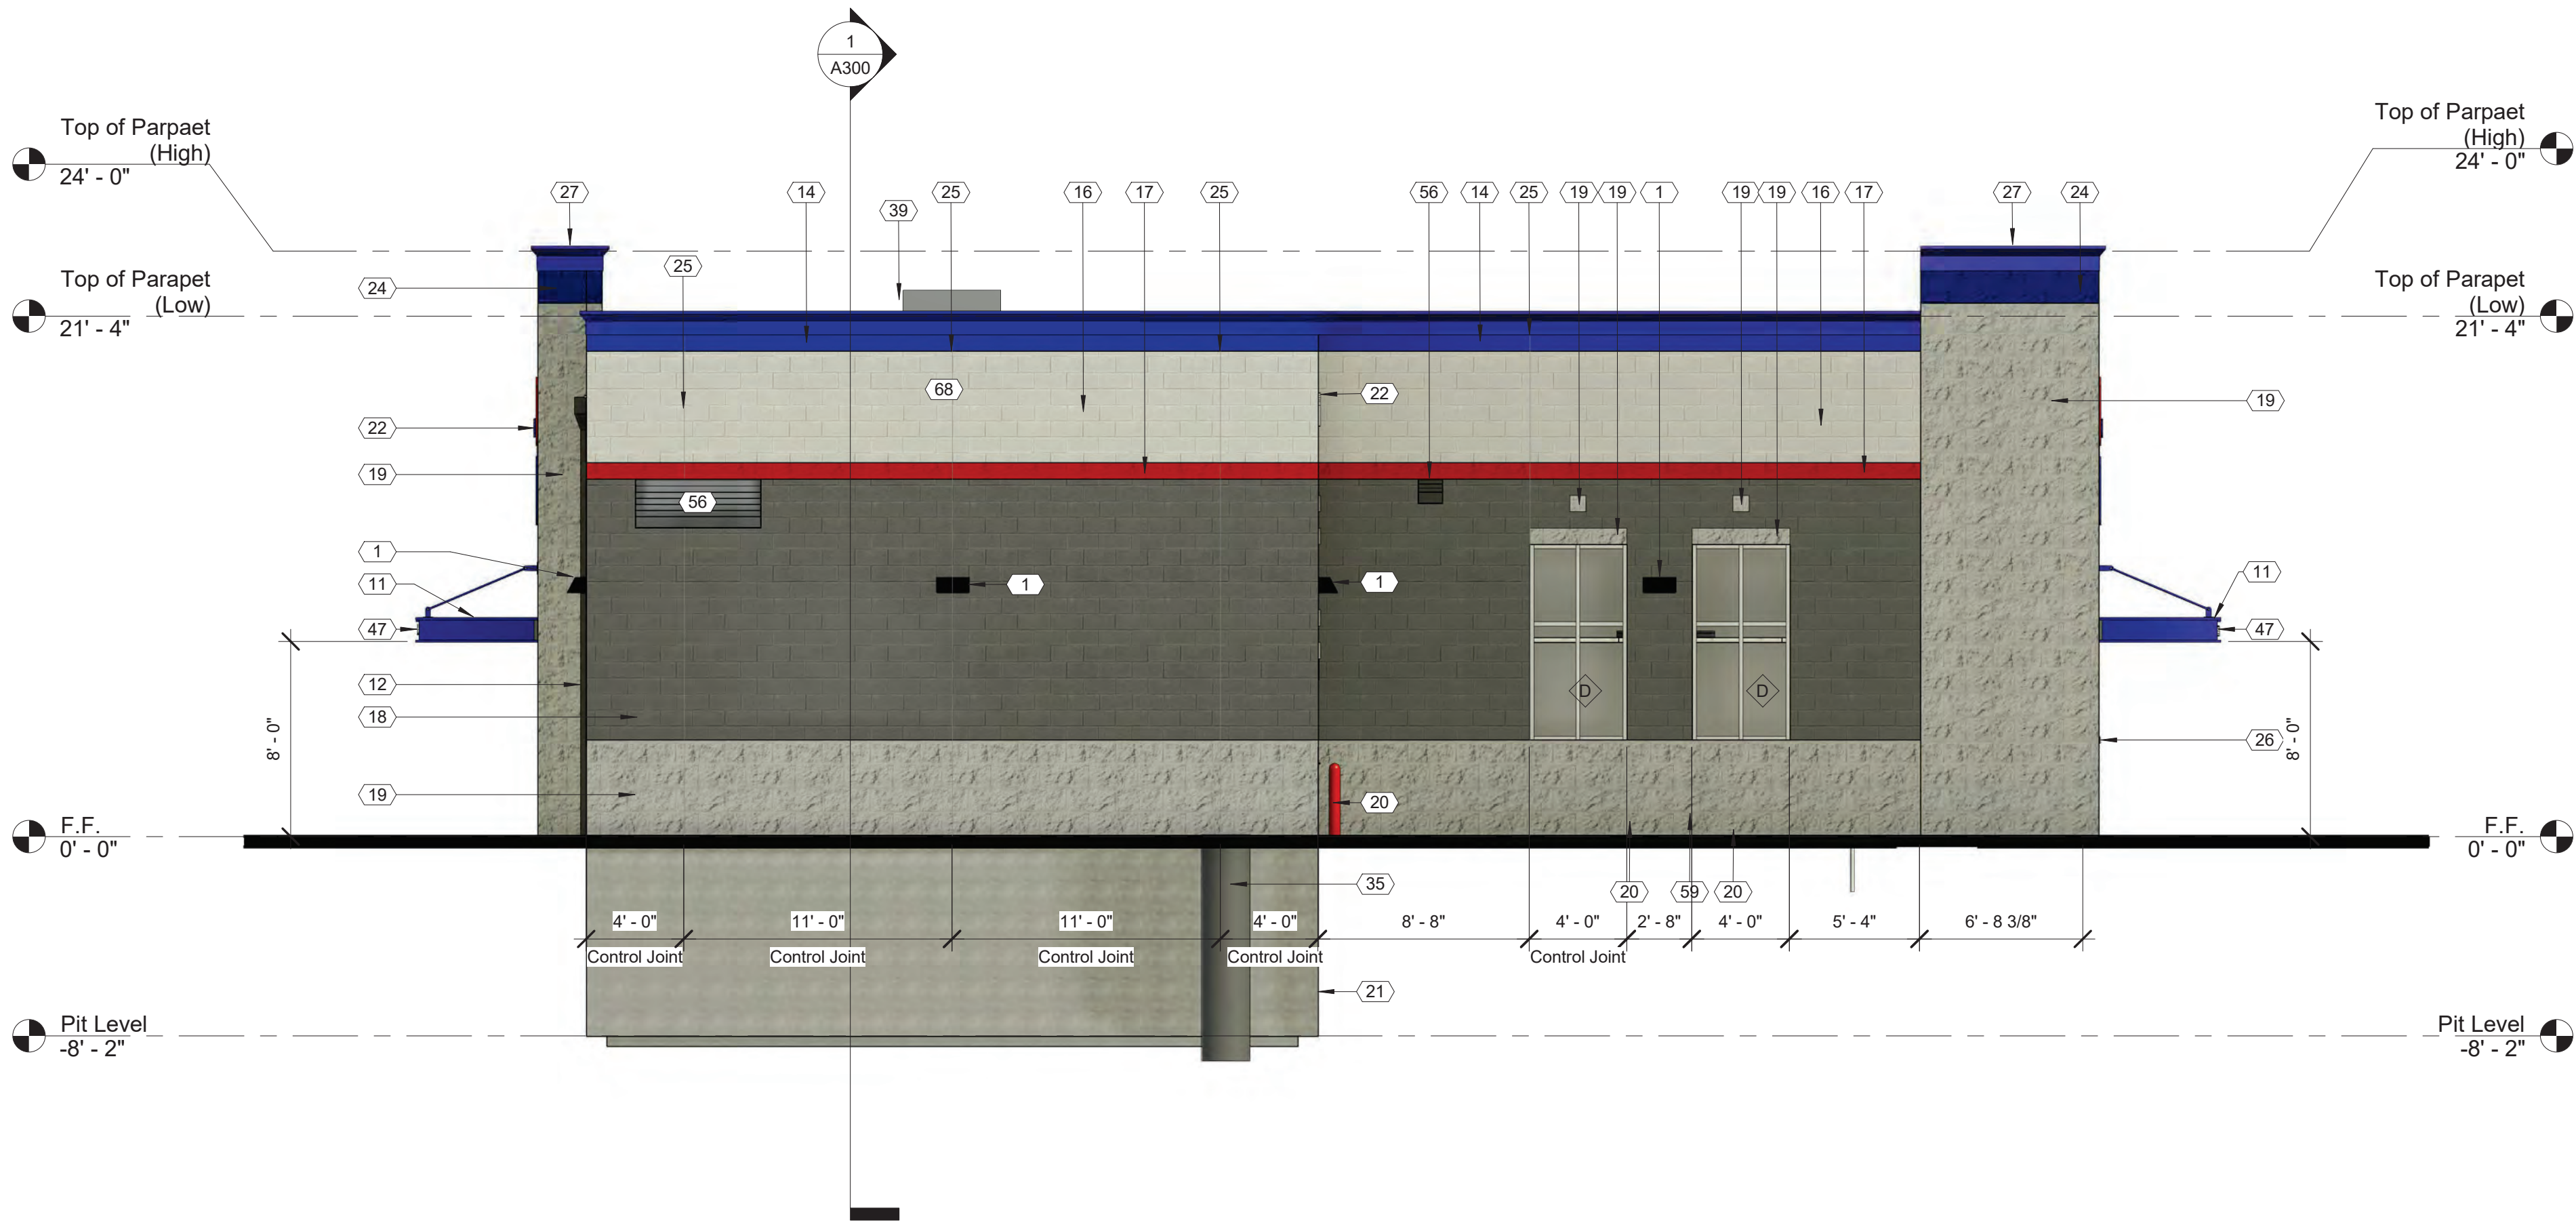 1
A300
Top of Parpaet
(High)
24' - 0"
Top of Parpaet
(High)
24' - 0"
27
14
39
25
16
17
25
56
14
25
19
19
1
19
19
16
17
27
24
25
Top of Parapet
(Low)
21' - 4"
24
Top of Parapet
(Low)
21' - 4"
68
22
19
22
19
56
1
11
1
1
11
47
47
12
D
D
18
8' - 0"
26
8' - 0"
19
20
F.F.
0' - 0"
F.F.
0' - 0"
35
20
59
20
4' - 0"
11' - 0"
11' - 0"
4' - 0"
8' - 8"
4' - 0"
2' - 8"
4' - 0"
5' - 4"
6' - 8 3/8"
Control Joint
Control Joint
Control Joint
Control Joint
Control Joint
21
Pit Level
-8' - 2"
Pit Level
-8' - 2"